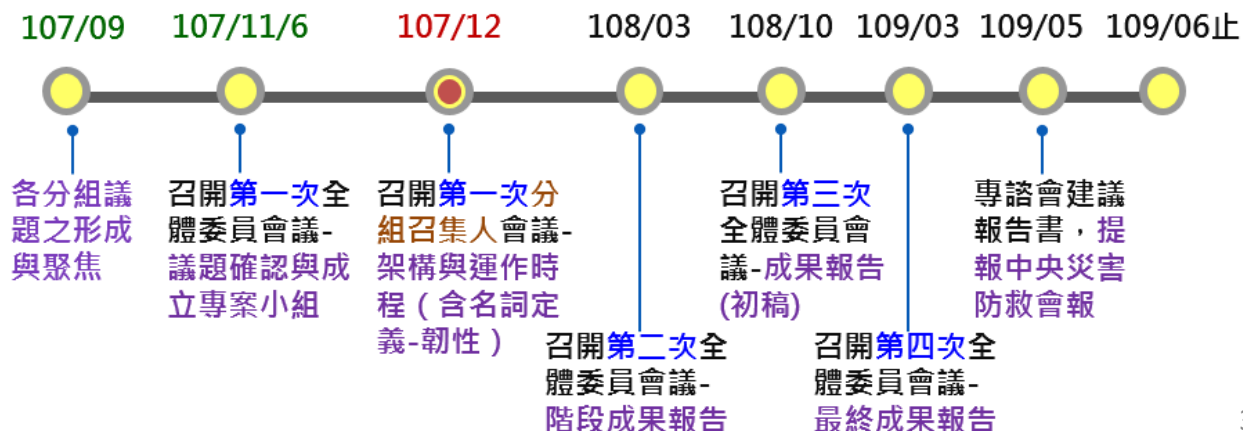 107/09
107/11/6
107/12
108/03
108/10
109/03
109/05
109/06止
各分組議
題之形成
與聚焦
召開第一次全
體委員會議-
議題確認與成
立專案小組
召開第一次分
組召集人會議-
架構與運作時
程（含名詞定
義-韌性）
召開第二次全
體委員會議-
階段成果報告
召開第三次
全體委員會
議-成果報告
(初稿)
召開第四次全
體委員會議-
最終成果報告
專諮會建議
報告書，提
報中央災害
防救會報